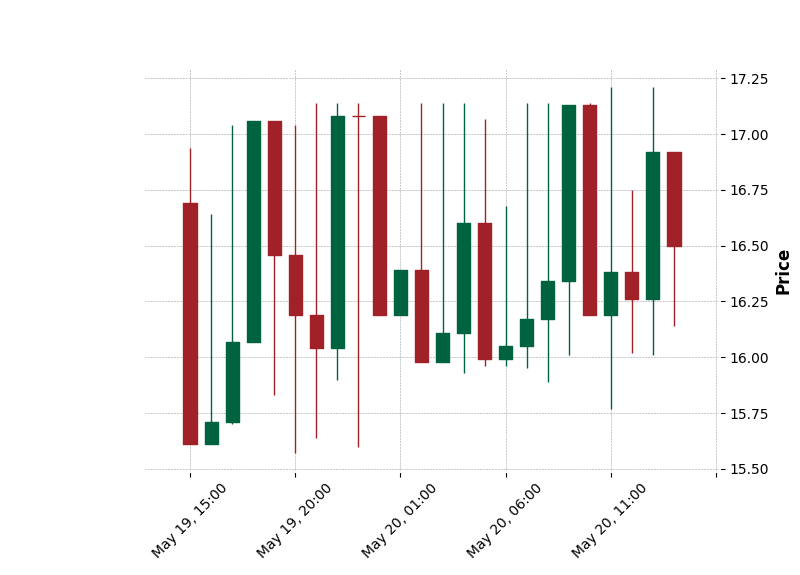 17.25
17.00
16.75
16.50
16.25
16.00
15.75
15.50
Price
May 19, 15:00
May 19, 20:00
May 20, 01:00
May 20, 06:00
May 20, 11:00